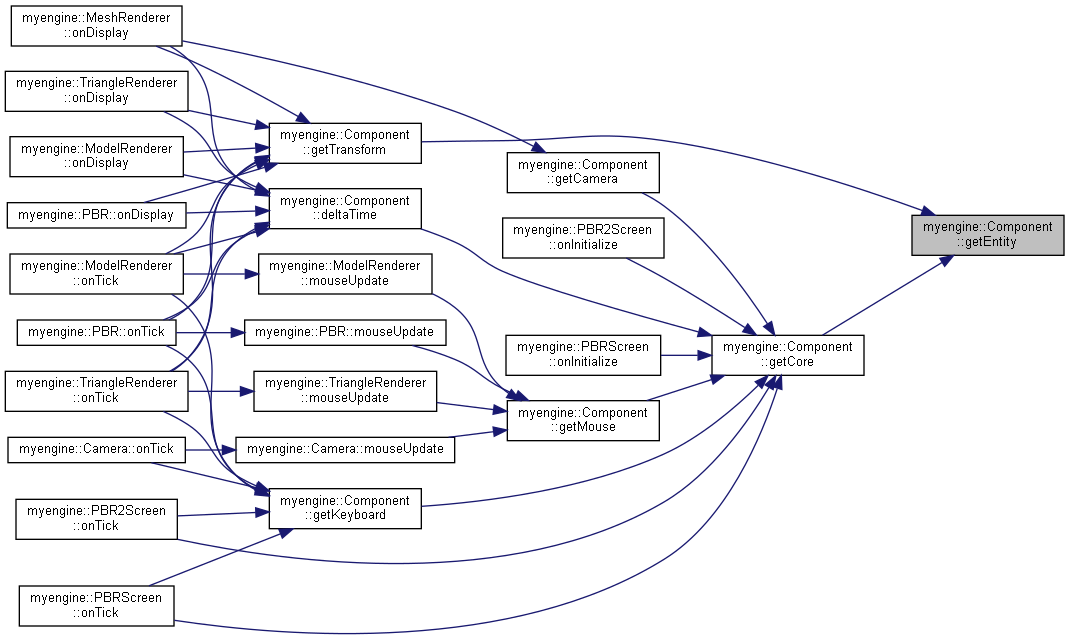 myengine::MeshRenderer
::onDisplay
myengine::TriangleRenderer
::onDisplay
myengine::ModelRenderer
::onDisplay
myengine::PBR::onDisplay
myengine::ModelRenderer
::onTick
myengine::PBR::onTick
myengine::TriangleRenderer
::onTick
myengine::Camera::onTick
myengine::PBR2Screen
::onTick
myengine::PBRScreen
::onTick
myengine::Component
::getTransform
myengine::Component
::deltaTime
myengine::ModelRenderer
::mouseUpdate
myengine::PBR::mouseUpdate
myengine::TriangleRenderer
::mouseUpdate
myengine::Camera::mouseUpdate
myengine::Component
::getKeyboard
myengine::Component
::getCamera
myengine::PBR2Screen
::onInitialize
myengine::PBRScreen
::onInitialize
myengine::Component
::getMouse
myengine::Component
::getCore
myengine::Component
::getEntity